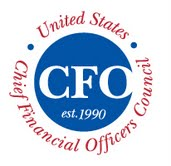 United States
CFO
est.1990
Chief Financial Officers Council